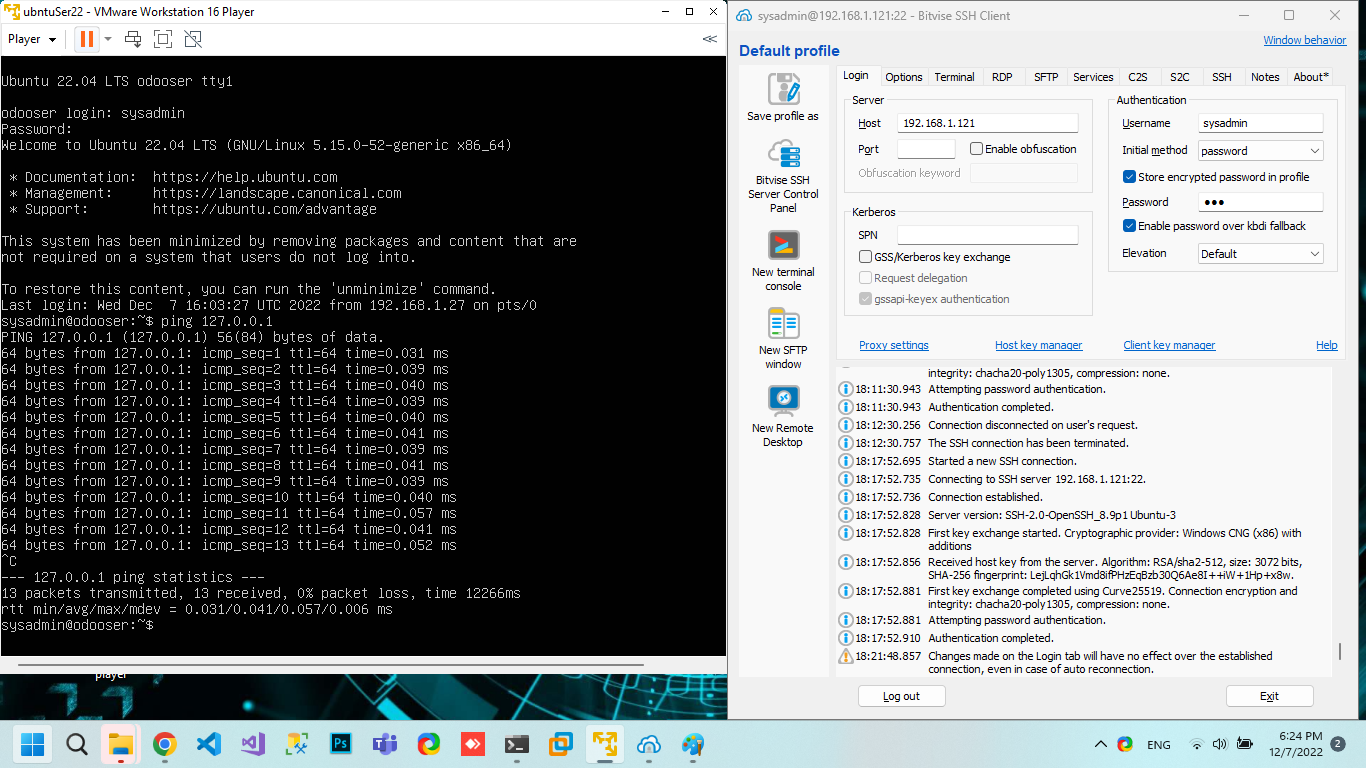 ubntuSer22 - VMware Workstation 16 Player
Player
Ubuntu 22.04 LTS odooser tty1
odooser login: sysadmin
Password:
Welcome to Ubuntu 22.04 LTS (GNU/Linux 5.15.0-52-generic x86_64)
* Documentation:  https://help.ubuntu.com
* Management:     https://landscape.canonical.com
* Support:        https://ubuntu.com/advantage
This system has been minimized by removing packages and content that are
not required on a system that users do not log into.
To restore this content, you can run the 'unminimize' command.
Last login: Wed Dec  7 16:03:27 UTC 2022 from 192.168.1.27 on pts/0
sysadmin@odooser:~$ ping 127.0.0.1
PING 127.0.0.1 (127.0.0.1) 56(84) bytes of data.
64 bytes from 127.0.0.1: icmp_seq=1 ttl=64 time=0.031 ms
64 bytes from 127.0.0.1: icmp_seq=2 ttl=64 time=0.039 ms
64 bytes from 127.0.0.1: icmp_seq=3 ttl=64 time=0.040 ms
64 bytes from 127.0.0.1: icmp_seq=4 ttl=64 time=0.039 ms
64 bytes from 127.0.0.1: icmp_seq=5 ttl=64 time=0.040 ms
64 bytes from 127.0.0.1: icmp_seq=6 ttl=64 time=0.041 ms
64 bytes from 127.0.0.1: icmp_seq=7 ttl=64 time=0.039 ms
64 bytes from 127.0.0.1: icmp_seq=8 ttl=64 time=0.041 ms
64 bytes from 127.0.0.1: icmp_seq=9 ttl=64 time=0.039 ms
64 bytes from 127.0.0.1: icmp_seq=10 ttl=64 time=0.040 ms
64 bytes from 127.0.0.1: icmp_seq=11 ttl=64 time=0.057 ms
64 bytes from 127.0.0.1: icmp_seq=12 ttl=64 time=0.041 ms
64 bytes from 127.0.0.1: icmp_seq=13 ttl=64 time=0.052 ms
^C
--- 127.0.0.1 ping statistics ---
13 packets transmitted, 13 received, 0% packet loss, time 12266ms
rtt min/avg/max/mdev = 0.031/0.041/0.057/0.006 ms
sysadmin@odooser:~$
player
sysadmin@192.168.1.121:22 - Bitvise SSH Client
Window behavior
Default profile
Save profile as
Bitvise SSH
Server Control
Panel
New terminal
console
New SFTP
window
New Remote
Desktop
Login Options Terminal RDP SFTP Services C2S S2C SSH Notes About*
Server
Host 192.168.1.121
Port Enable obfuscation
Obfuscation keyword
Kerberos
SPN
GSS/Kerberos key exchange
Request delegation
gssapi-keyex authentication
Authentication
Username sysadmin
Initial method password
Store encrypted password in profile
Password ●●●
Enable password over kbdi fallback
Elevation Default
Proxy settings Host key manager Client key manager Help
integrity: chacha20-poly1305, compression: none.
18:11:30.943 Attempting password authentication.
18:11:30.943 Authentication completed.
18:12:30.256 Connection disconnected on user's request.
18:12:30.757 The SSH connection has been terminated.
18:17:52.695 Started a new SSH connection.
18:17:52.735 Connecting to SSH server 192.168.1.121:22.
18:17:52.736 Connection established.
18:17:52.828 Server version: SSH-2.0-OpenSSH_8.9p1 Ubuntu-3
18:17:52.828 First key exchange started. Cryptographic provider: Windows CNG (x86) with
additions
18:17:52.856 Received host key from the server. Algorithm: RSA/sha2-512, size: 3072 bits,
SHA-256 fingerprint: LejLqhGk1Vmd8ifPHzEqBzb30Q6Ae8I++iW+1Hp+x8w.
18:17:52.881 First key exchange completed using Curve25519. Connection encryption and
integrity: chacha20-poly1305, compression: none.
18:17:52.881 Attempting password authentication.
18:17:52.910 Authentication completed.
18:21:48.857 Changes made on the Login tab will have no effect over the established
connection, even in case of auto reconnection.
Log out Exit
Ps
ENG
6:24 PM
12/7/2022
2